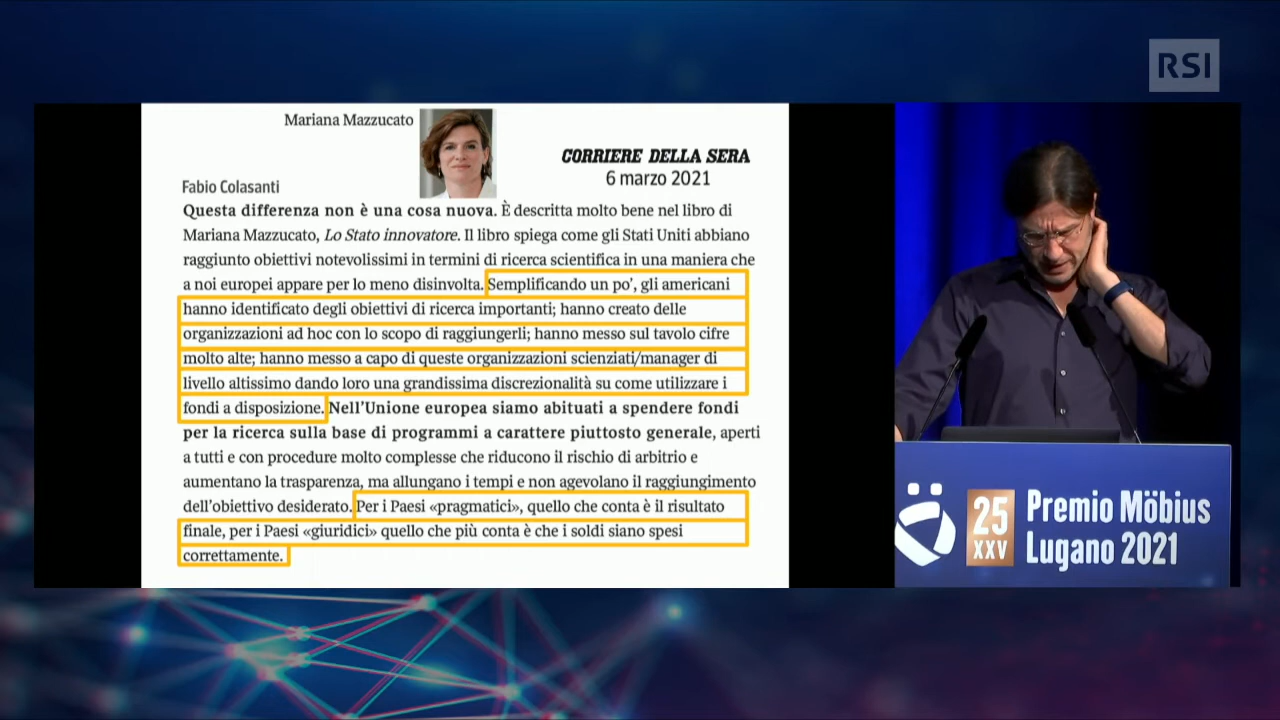 RSI
Mariana Mazzucato
CORRIERE DELLA SERA
6 marzo 2021
Fabio Colasanti
Questa differenza non è una cosa nuova. È descritta molto bene nel libro di
Mariana Mazzucato, Lo Stato innovatore. Il libro spiega come gli Stati Uniti abbiano
raggiunto obiettivi notevolissimi in termini di ricerca scientifica in una maniera che
a noi europei appare per lo meno disinvolta. Semplificando un po’, gli americani
hanno identificato degli obiettivi di ricerca importanti; hanno creato delle
organizzazioni ad hoc con lo scopo di raggiungerli; hanno messo sul tavolo cifre
molto alte; hanno messo a capo di queste organizzazioni scienziati/manager di
livello altissimo dando loro una grandissima discrezionalità su come utilizzare i
fondi a disposizione. Nell’Unione europea siamo abituati a spendere fondi
per la ricerca sulla base di programmi a carattere piuttosto generale, aperti
a tutti e con procedure molto complesse che riducono il rischio di arbitrio e
aumentano la trasparenza, ma allungano i tempi e non agevolano il raggiungimento
dell’obiettivo desiderato. Per i Paesi «pragmatici», quello che conta è il risultato
finale, per i Paesi «giuridici» quello che più conta è che i soldi siano spesi
correttamente.
25
XXV
Premio Möbius
Lugano 2021